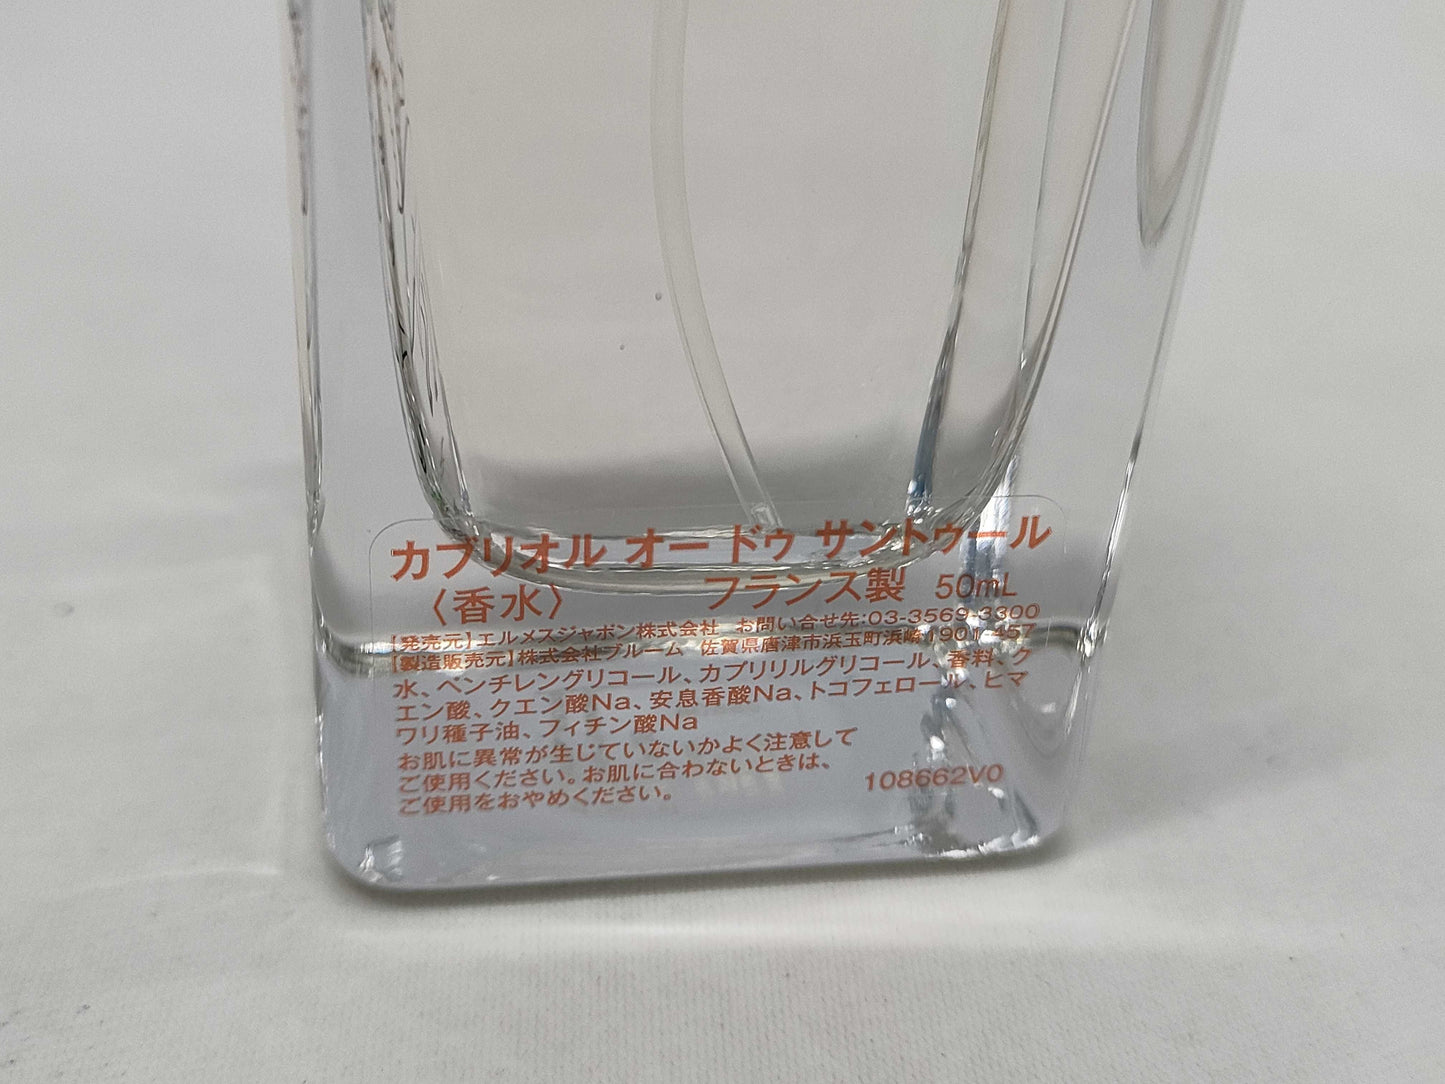 カブリオル オー ドゥ サントゥール
〈香水〉 フランス製 50mL
【発売元】エルメスジャポン株式会社 お問い合せ先:03-3569-3300
【製造販売元】株式会社ブルーム 佐賀県唐津市浜玉町浜崎1901-457
水、ペンチレングリコール、カプリリルグリコール、香料、ク
エン酸、クエン酸Na、安息香酸Na、トコフェロール、ヒマ
ワリ種子油、フィチン酸Na
お肌に異常が生じていないかよく注意して
ご使用ください。お肌に合わないときは、
ご使用をおやめください。 108662V0